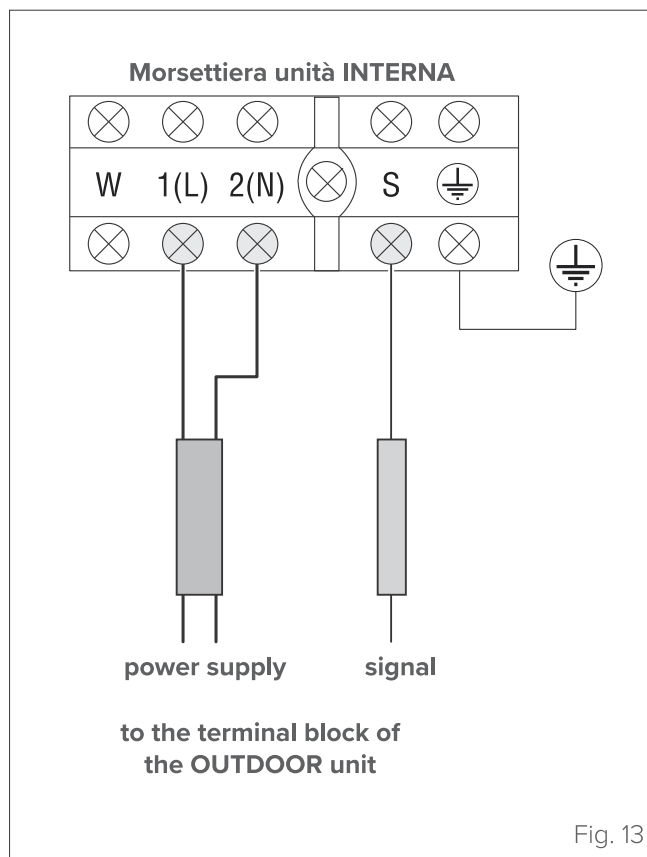 Morsettiera unità INTERNA
W 1(L) 2(N) S
power supply signal
to the terminal block of
the OUTDOOR unit
Fig. 13